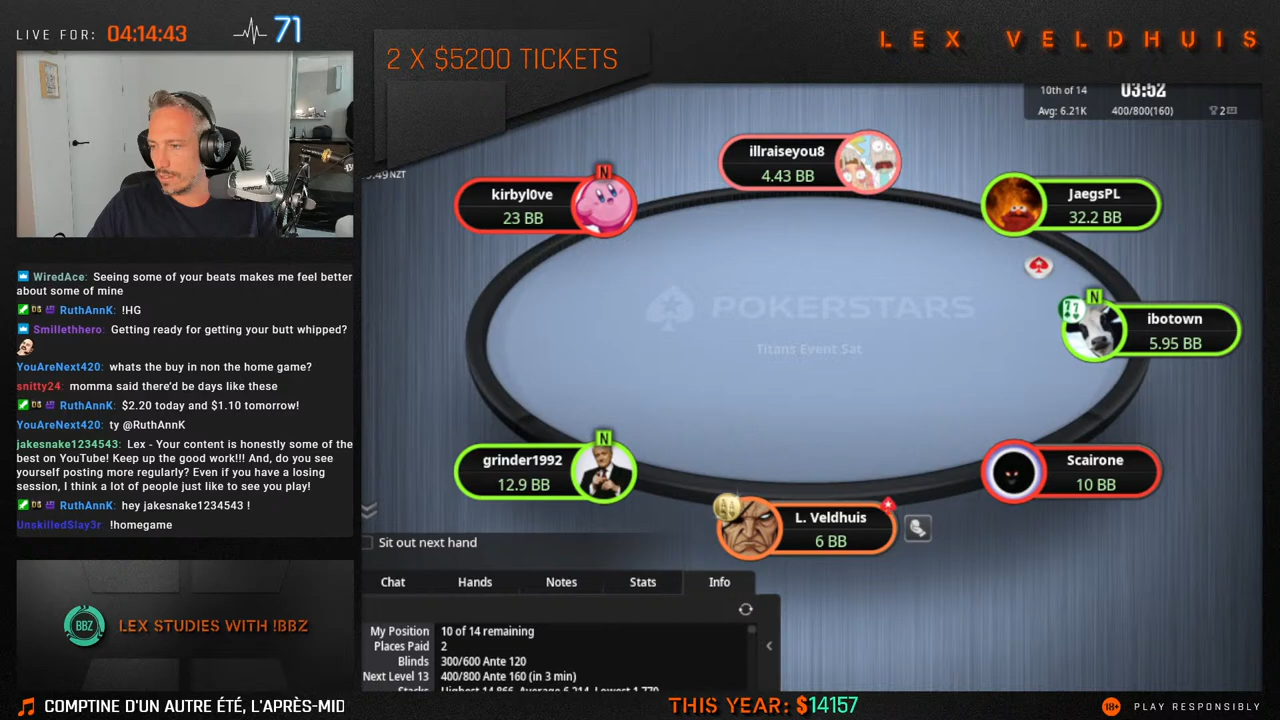 LIVE FOR: 04:14:43 71
2 X $5200 TICKETS
LEX VELDHUIS
10th of 14 03:52
Avg: 6.21K 400/800(160) 2
kirbyl0ve
23 BB
N
illraiseyou8
4.43 BB
JaegsPL
32.2 BB
POKERSTARS
Titans Event Sat
N
ibotown
5.95 BB
N
grinder1992
12.9 BB
Scairone
10 BB
L. Veldhuis
6 BB
Sit out next hand
Chat Hands Notes Stats Info
My Position 10 of 14 remaining
Places Paid 2
Blinds 300/600 Ante 120
Next Level 13 400/800 Ante 160 (in 3 min)
WiredAce: Seeing some of your beats makes me feel better
about some of mine
RuthAnnK: !HG
Smillethhero: Getting ready for getting your butt whipped?
YouAreNext420: whats the buy in non the home game?
snitty24: momma said there'd be days like these
RuthAnnK: $2.20 today and $1.10 tomorrow!
YouAreNext420: ty @RuthAnnK
jakesnake1234543: Lex - Your content is honestly some of the
best on YouTube! Keep up the good work!!! And, do you see
yourself posting more regularly? Even if you have a losing
session, I think a lot of people just like to see you play!
RuthAnnK: hey jakesnake1234543 !
UnskilledSlay3r: !homegame
BBZ LEX STUDIES WITH !BBZ
COMPTINE D'UN AUTRE ÉTÉ, L'APRÈS-MID
THIS YEAR: $14157
18+ PLAY RESPONSIBLY